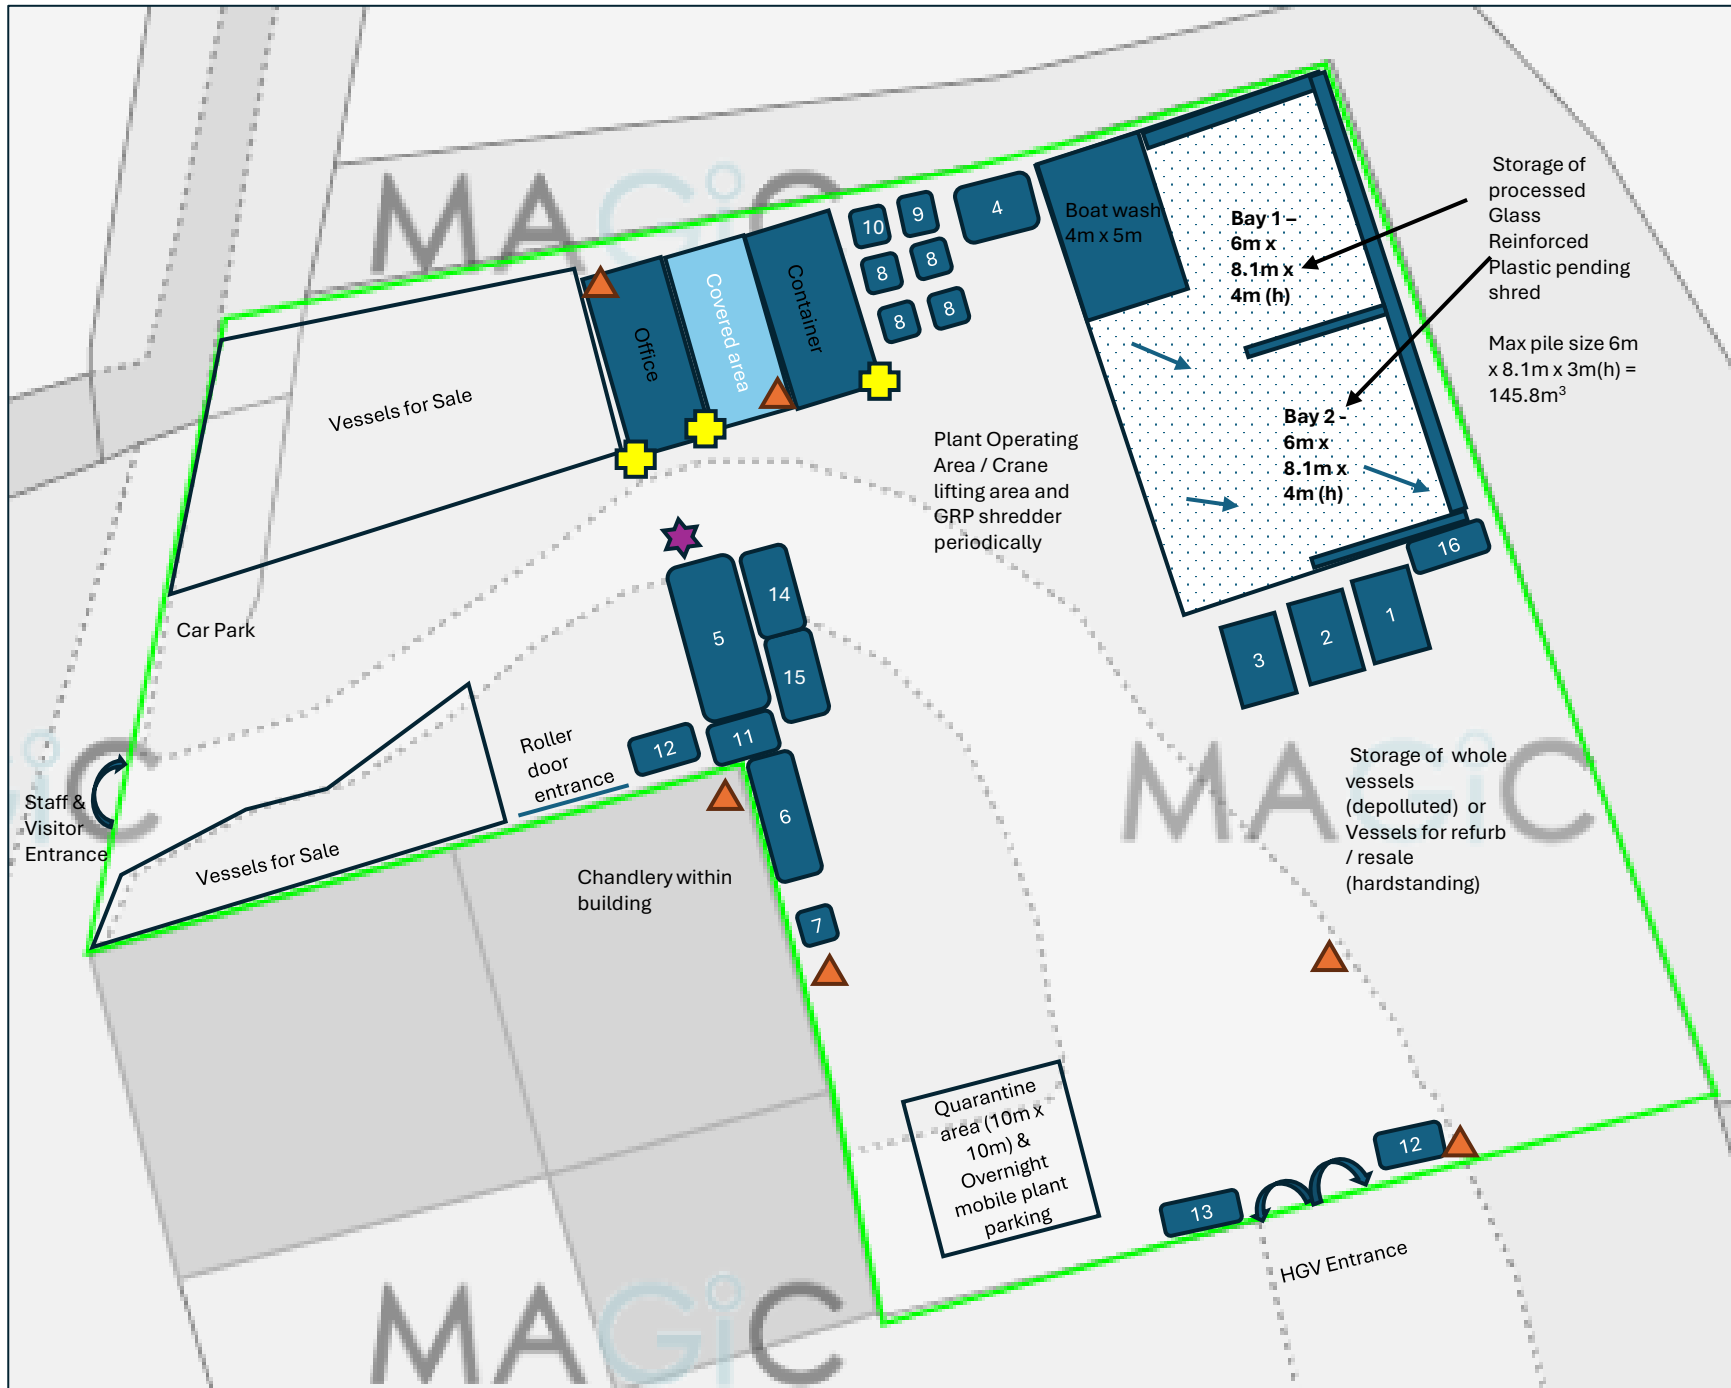 MAGiC
Storage of
processed
Glass
Reinforced
Plastic pending
shred
Max pile size 6m
x 8.1m x 3m(h) =
145.8m³
Boat wash
4m x 5m
Bay 1 –
6m x
8.1m x
4m (h)
Bay 2 -
6m x
8.1m x
4m (h)
10
9
4
8
8
8
8
Office
Covered area
Container
Vessels for Sale
Plant Operating
Area / Crane
lifting area and
GRP shredder
periodically
16
1
2
3
Car Park
5
14
15
11
12
6
7
Roller
door
entrance
Staff &
Visitor
Entrance
iC
Vessels for Sale
Chandlery within
building
MAGiC
Storage of whole
vessels
(depolluted) or
Vessels for refurb
/ resale
(hardstanding)
Quarantine
area (10m x
10m) &
Overnight
mobile plant
parking
12
13
HGV Entrance
MAGiC